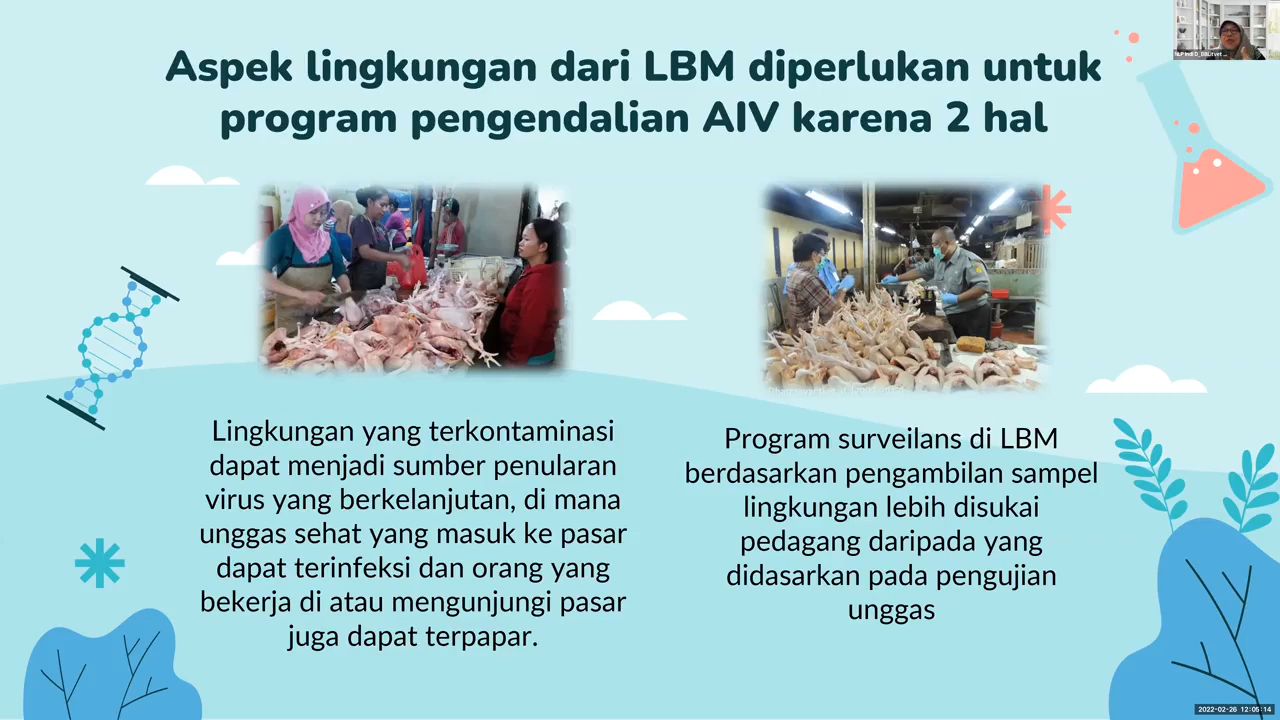 Aspek lingkungan dari LBM diperlukan untuk
program pengendalian AIV karena 2 hal
Lingkungan yang terkontaminasi
dapat menjadi sumber penularan
virus yang berkelanjutan, di mana
unggas sehat yang masuk ke pasar
dapat terinfeksi dan orang yang
bekerja di atau mengunjungi pasar
juga dapat terpapar.
Program surveilans di LBM
berdasarkan pengambilan sampel
lingkungan lebih disukai
pedagang daripada yang
didasarkan pada pengujian
unggas
2022-02-26 12:05:14